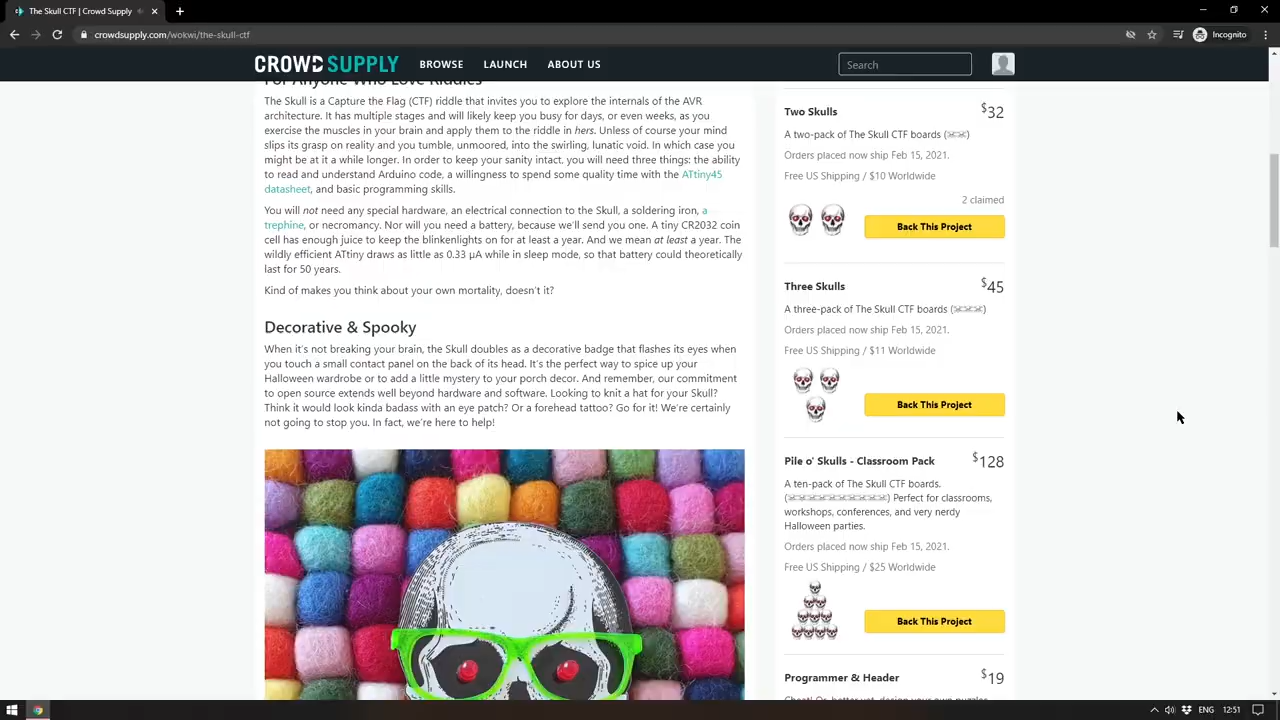 The Skull CTF | Crowd Su
crowdsupply.com/wokwi/the-skull-ctf
Incognito
CROWD SUPPLY
BROWSE
LAUNCH
ABOUT US
Search
For Anyone Who Love Riddles
The Skull is a Capture the Flag (CTF) riddle that invites you to explore the internals of the AVR
architecture. It has multiple stages and will likely keep you busy for days, or even weeks, as you
exercise the muscles in your brain and apply them to the riddle in hers. Unless of course your mind
slips its grasp on reality and you tumble, unmoored, into the swirling, lunatic void. In which case you
might be at it a while longer. In order to keep your sanity intact, you will need three things: the ability
to read and understand Arduino code, a willingness to spend some quality time with the ATtiny45
datasheet, and basic programming skills.
You will not need any special hardware, an electrical connection to the Skull, a soldering iron, a
trephine, or necromancy. Nor will you need a battery, because we'll send you one. A tiny CR2032 coin
cell has enough juice to keep the blinkenlights on for at least a year. And we mean at least a year. The
wildly efficient ATtiny draws as little as 0.33 µA while in sleep mode, so that battery could theoretically
last for 50 years.
Kind of makes you think about your own mortality, doesn't it?
Decorative & Spooky
When it's not breaking your brain, the Skull doubles as a decorative badge that flashes its eyes when
you touch a small contact panel on the back of its head. It's the perfect way to spice up your
Halloween wardrobe or to add a little mystery to your porch decor. And remember, our commitment
to open source extends well beyond hardware and software. Looking to knit a hat for your Skull?
Think it would look kinda badass with an eye patch? Or a forehead tattoo? Go for it! We're certainly
not going to stop you. In fact, we're here to help!
Two Skulls
$32
A two-pack of The Skull CTF boards (☠☠)
Orders placed now ship Feb 15, 2021.
Free US Shipping / $10 Worldwide
2 claimed
Back This Project
Three Skulls
$45
A three-pack of The Skull CTF boards (☠☠☠)
Orders placed now ship Feb 15, 2021.
Free US Shipping / $11 Worldwide
Back This Project
Pile o' Skulls - Classroom Pack
$128
A ten-pack of The Skull CTF boards.
(☠☠☠☠☠☠☠☠☠☠) Perfect for classrooms,
workshops, conferences, and very nerdy
Halloween parties.
Orders placed now ship Feb 15, 2021.
Free US Shipping / $25 Worldwide
Back This Project
Programmer & Header
$19
ENG
12:51